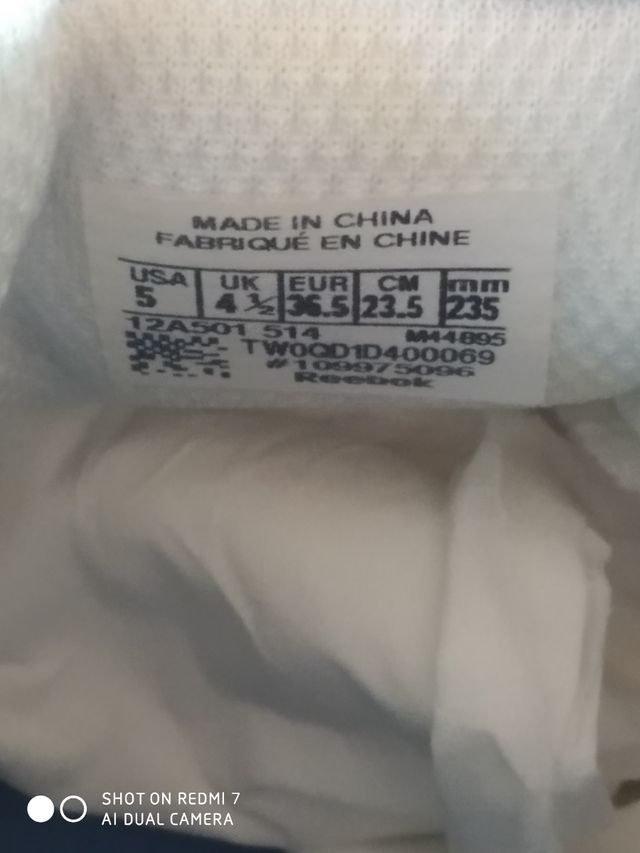 MADE IN CHINA
FABRIQUÉ EN CHINE
USA UK EUR CM mm
5 4 ½ 36.5 23.5 235
12A501 514 M44895
TW0QD1D400069
#109975096
Reebok
SHOT ON REDMI 7
AI DUAL CAMERA